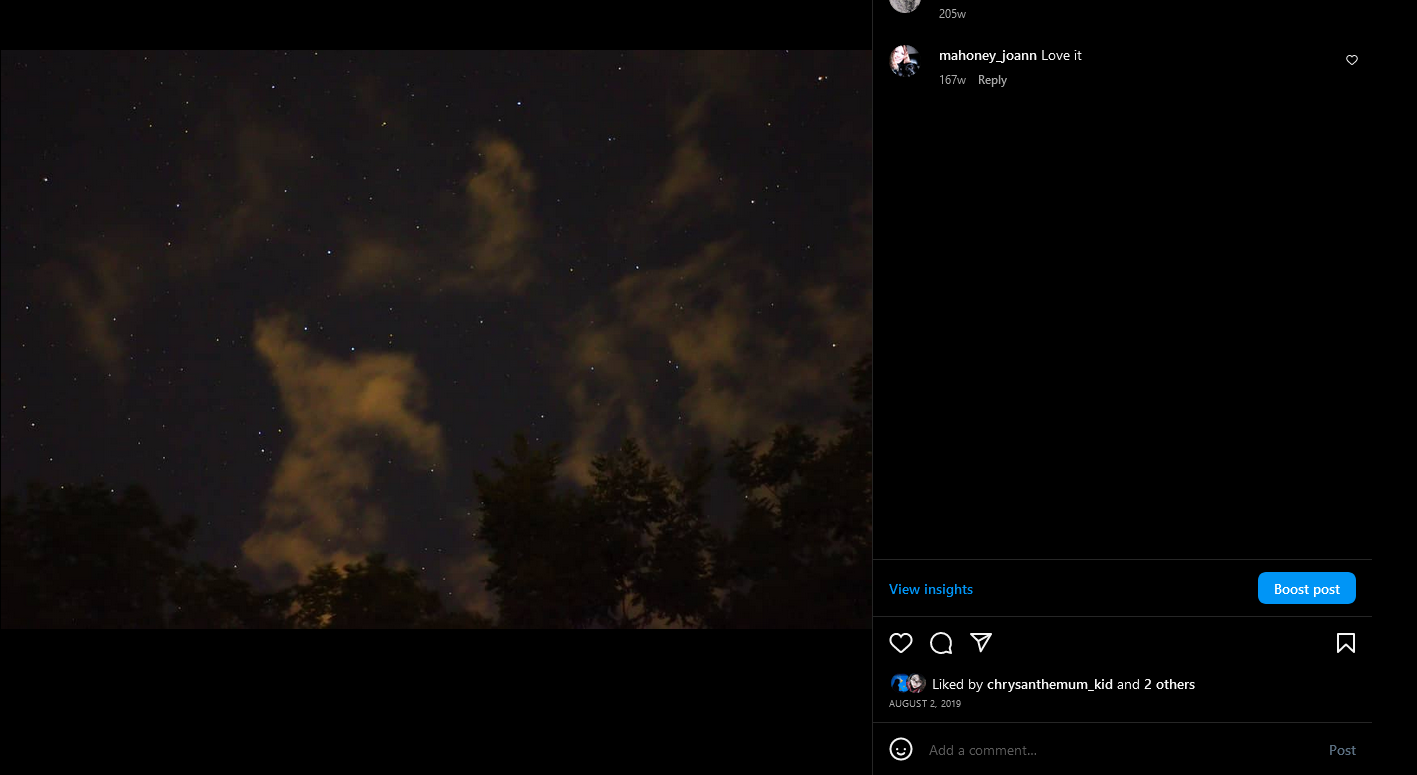 205w
mahoney_joann Love it
167w Reply
View insights
Boost post
Liked by chrysanthemum_kid and 2 others
AUGUST 2, 2019
Add a comment...
Post